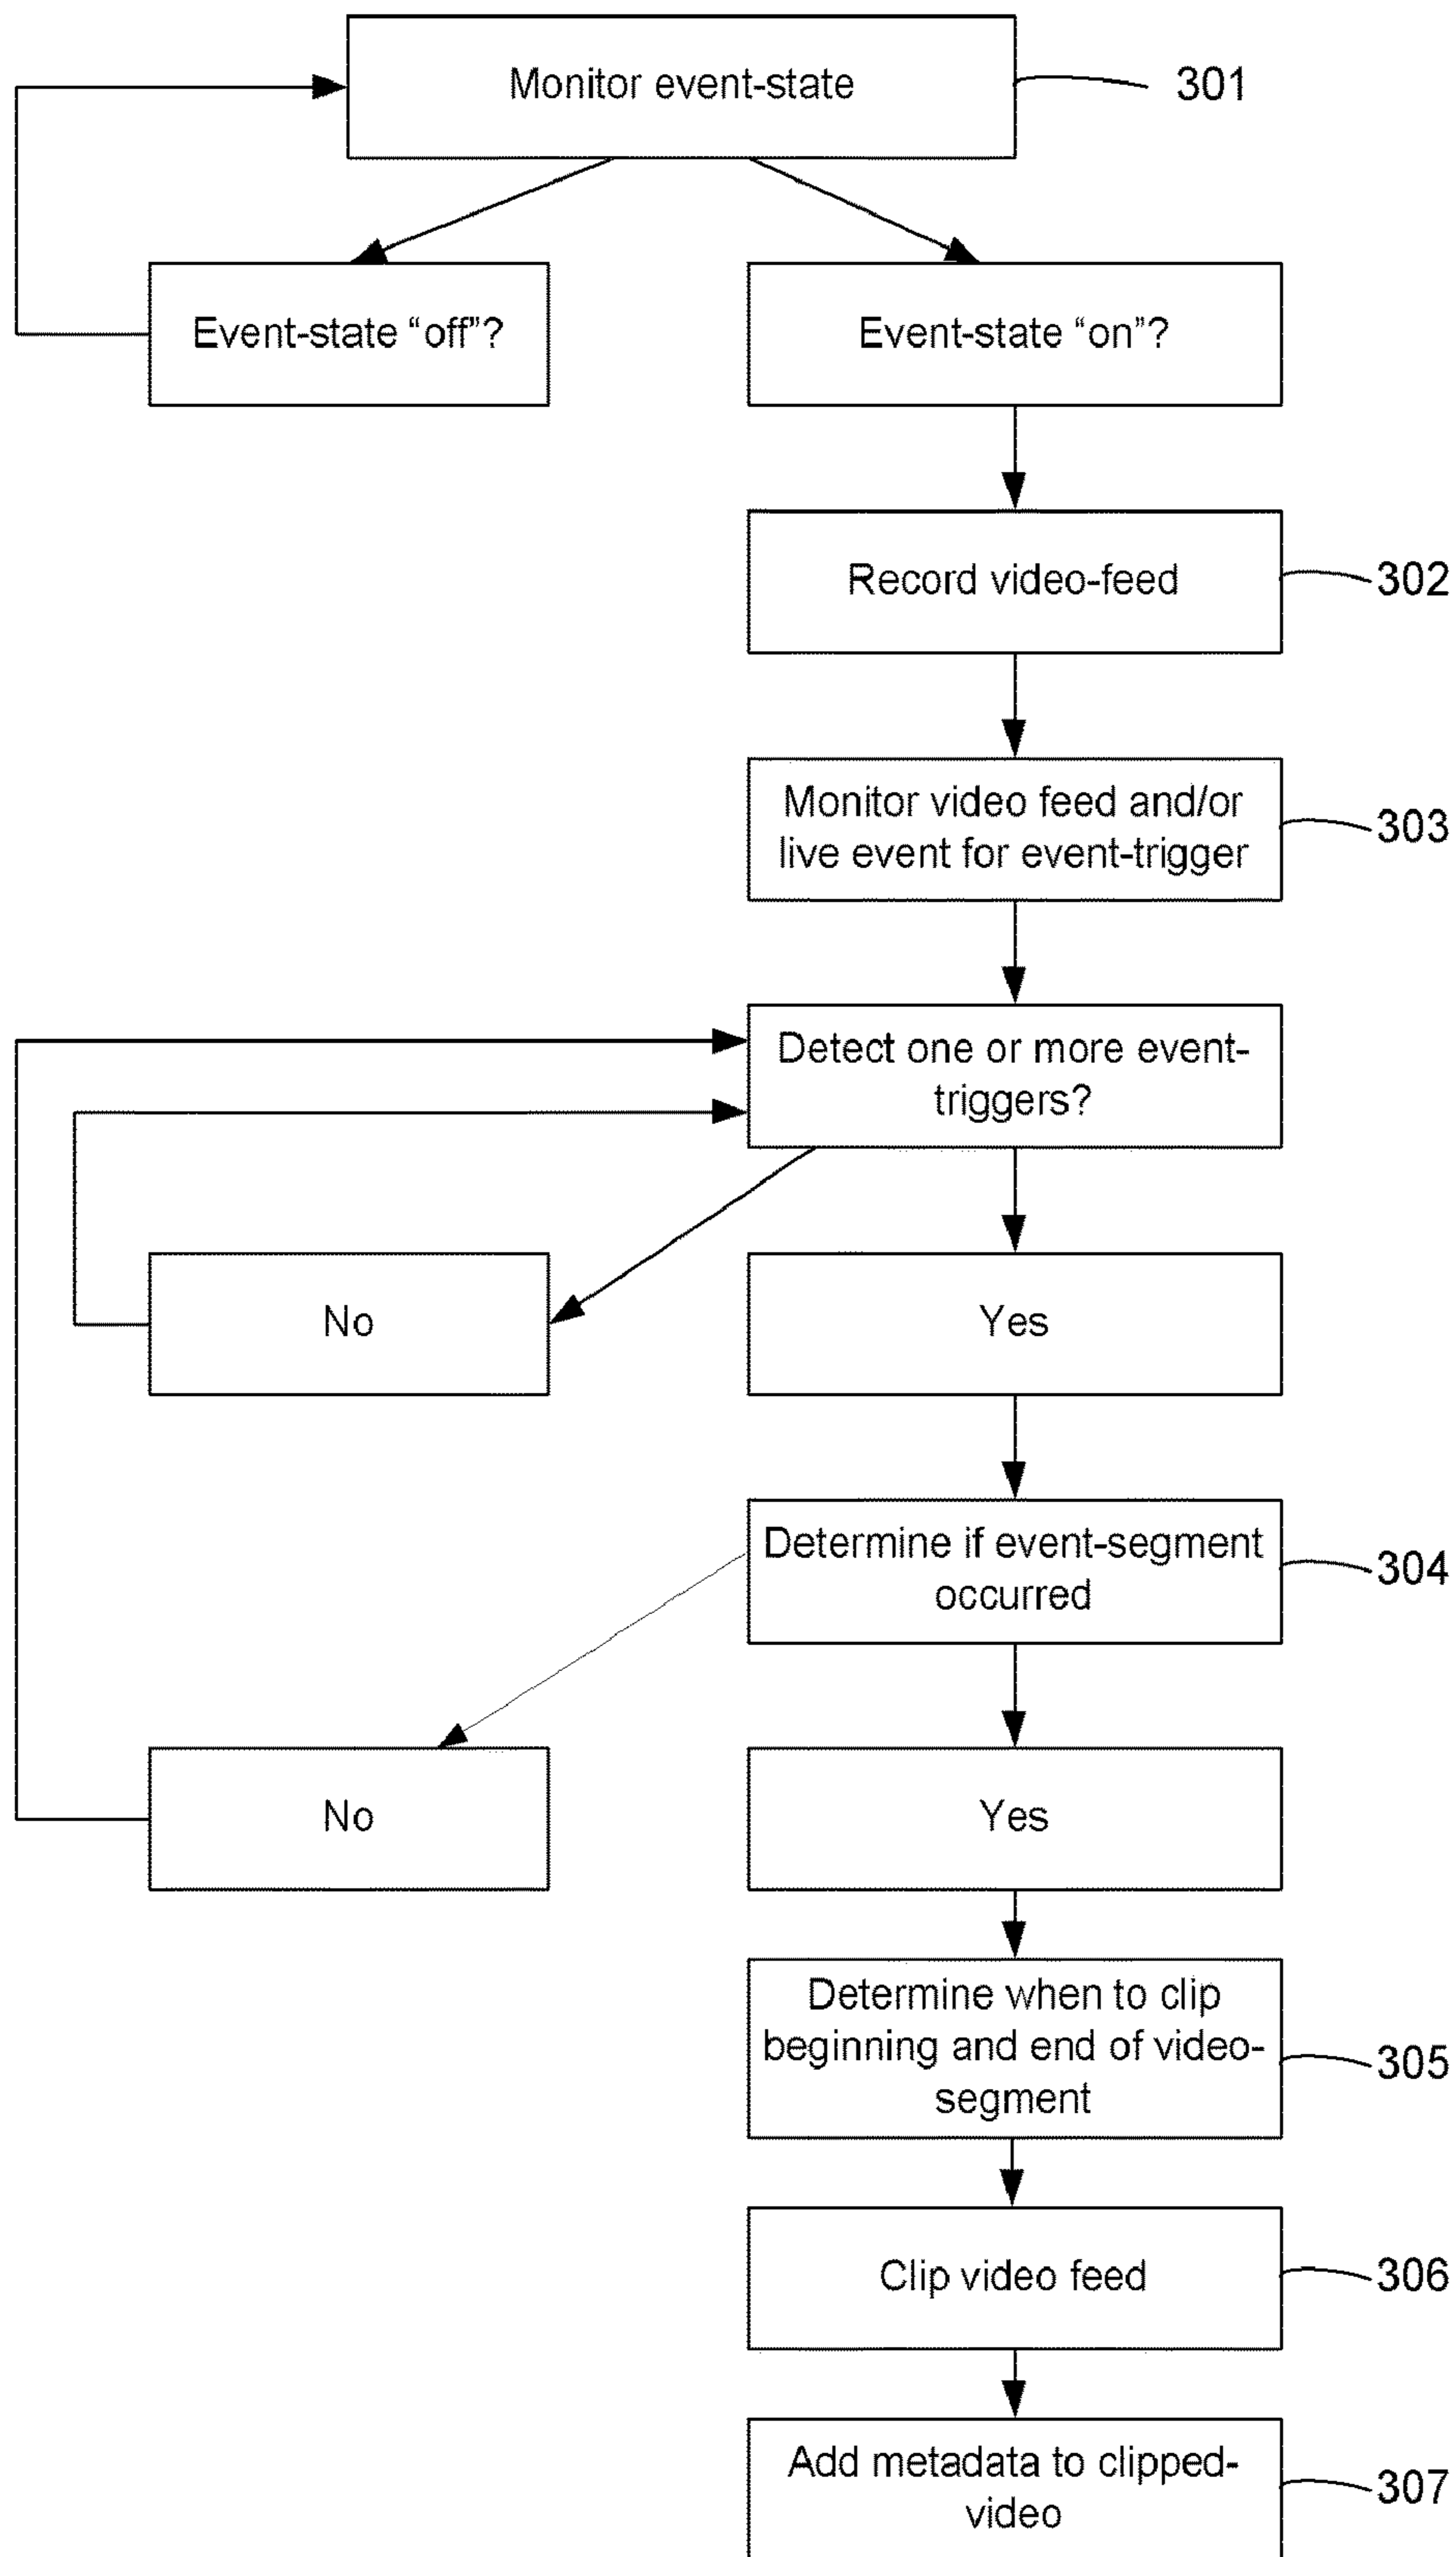 Monitor event-state
301
Event-state “off”?
Event-state “on”?
Record video-feed
302
Monitor video feed and/or
live event for event-trigger
303
Detect one or more event-
triggers?
No
Yes
Determine if event-segment
occurred
304
No
Yes
Determine when to clip
beginning and end of video-
segment
305
Clip video feed
306
Add metadata to clipped-
video
307